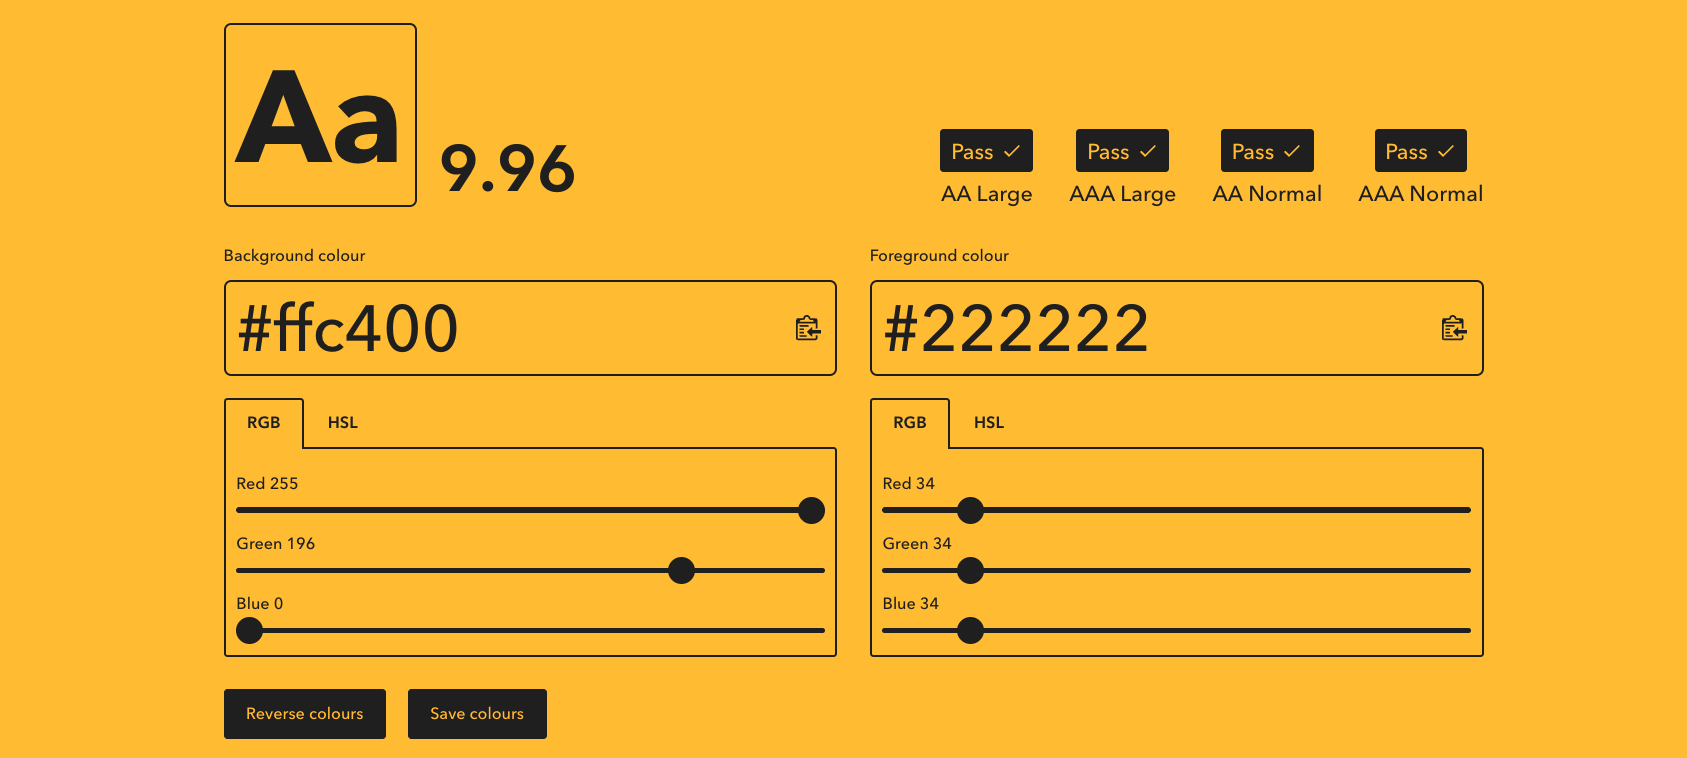 Aa
9.96
Pass Pass Pass Pass
AA Large AAA Large AA Normal AAA Normal
Background colour
#ffc400
RGB HSL
Red 255
Green 196
Blue 0
Foreground colour
#222222
RGB HSL
Red 34
Green 34
Blue 34
Reverse colours Save colours